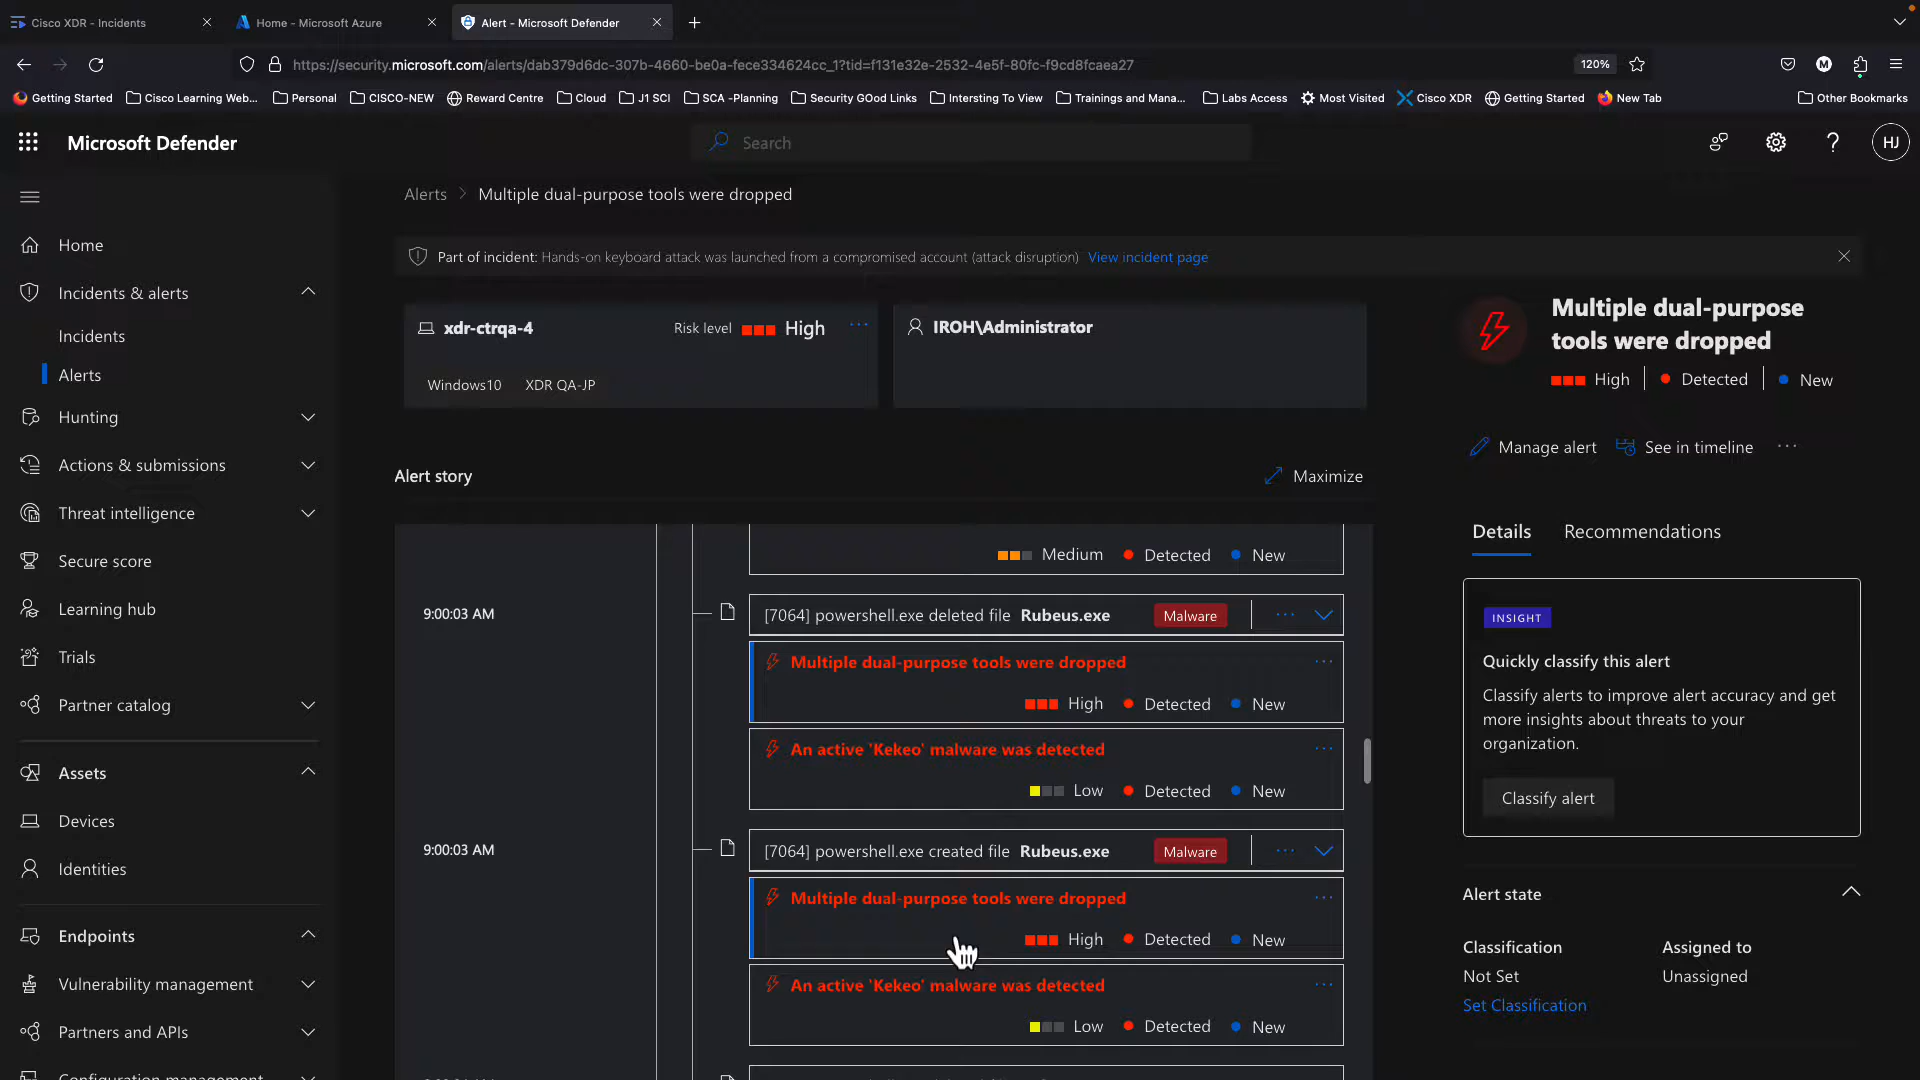 Cisco XDR - Incidents
Home - Microsoft Azure
Alert - Microsoft Defender
https://security.microsoft.com/alerts/dab379d6dc-307b-4660-be0a-fece334624cc_1?tid=f131e32e-2532-4e5f-80fc-f9cd8fcaea27
120%
M
Getting Started
Cisco Learning Web...
Personal
CISCO-NEW
Reward Centre
Cloud
J1 SCI
SCA -Planning
Security GOod Links
Intersting To View
Trainings and Mana...
Labs Access
Most Visited
Cisco XDR
Getting Started
New Tab
Other Bookmarks
Microsoft Defender
Search
?
HJ
Home
Incidents & alerts
Incidents
Alerts
Hunting
Actions & submissions
Threat intelligence
Secure score
Learning hub
Trials
Partner catalog
Assets
Devices
Identities
Endpoints
Vulnerability management
Partners and APIs
Alerts > Multiple dual-purpose tools were dropped
Part of incident: Hands-on keyboard attack was launched from a compromised account (attack disruption) View incident page
xdr-ctrqa-4
Risk level High
Windows10 XDR QA-JP
IROH\Administrator
Alert story
Maximize
Medium Detected New
9:00:03 AM
[7064] powershell.exe deleted file Rubeus.exe Malware
Multiple dual-purpose tools were dropped
High Detected New
An active 'Kekeo' malware was detected
Low Detected New
9:00:03 AM
[7064] powershell.exe created file Rubeus.exe Malware
Multiple dual-purpose tools were dropped
High Detected New
An active 'Kekeo' malware was detected
Low Detected New
Multiple dual-purpose
tools were dropped
High Detected New
Manage alert
See in timeline
Details
Recommendations
INSIGHT
Quickly classify this alert
Classify alerts to improve alert accuracy and get
more insights about threats to your
organization.
Classify alert
Alert state
Classification
Assigned to
Not Set
Unassigned
Set Classification